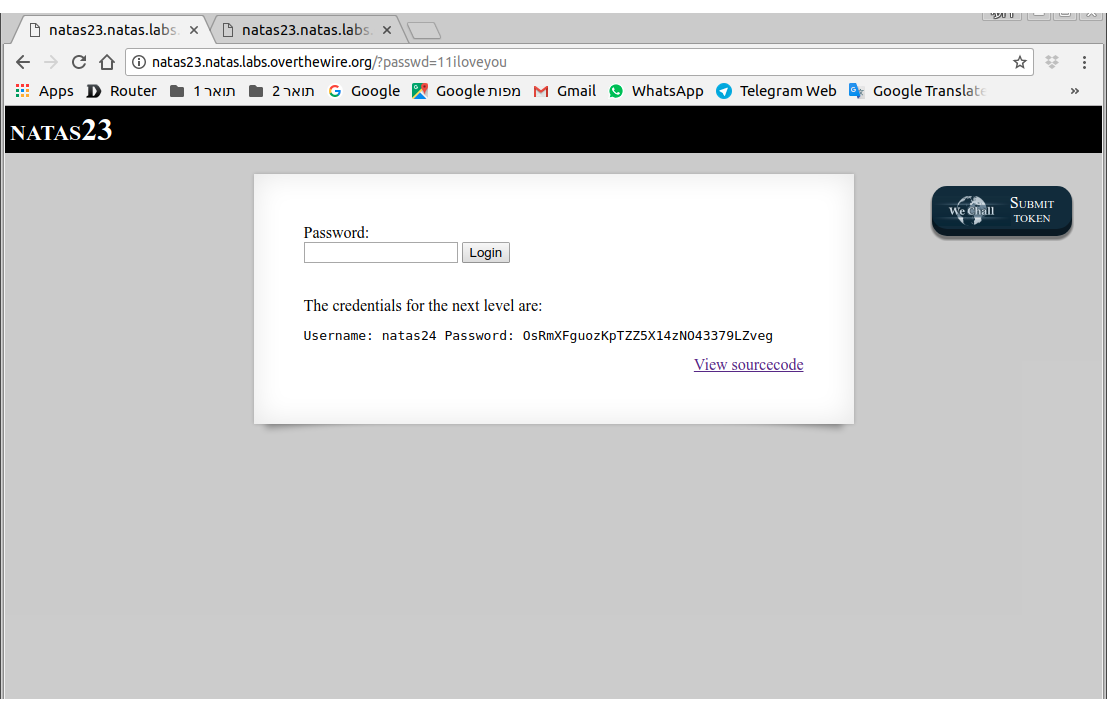 natas23.natas.labs. natas23.natas.labs.
natas23.natas.labs.overthewire.org/?passwd=11iloveyou
Apps Router תואר 1 תואר 2 Google Google מפות Gmail WhatsApp Telegram Web Google Translate »
NATAS23
We Chall SUBMIT TOKEN
Password:
Login
The credentials for the next level are:
Username: natas24 Password: OsRmXFguozKpTZZ5X14zNO43379LZveg
View sourcecode